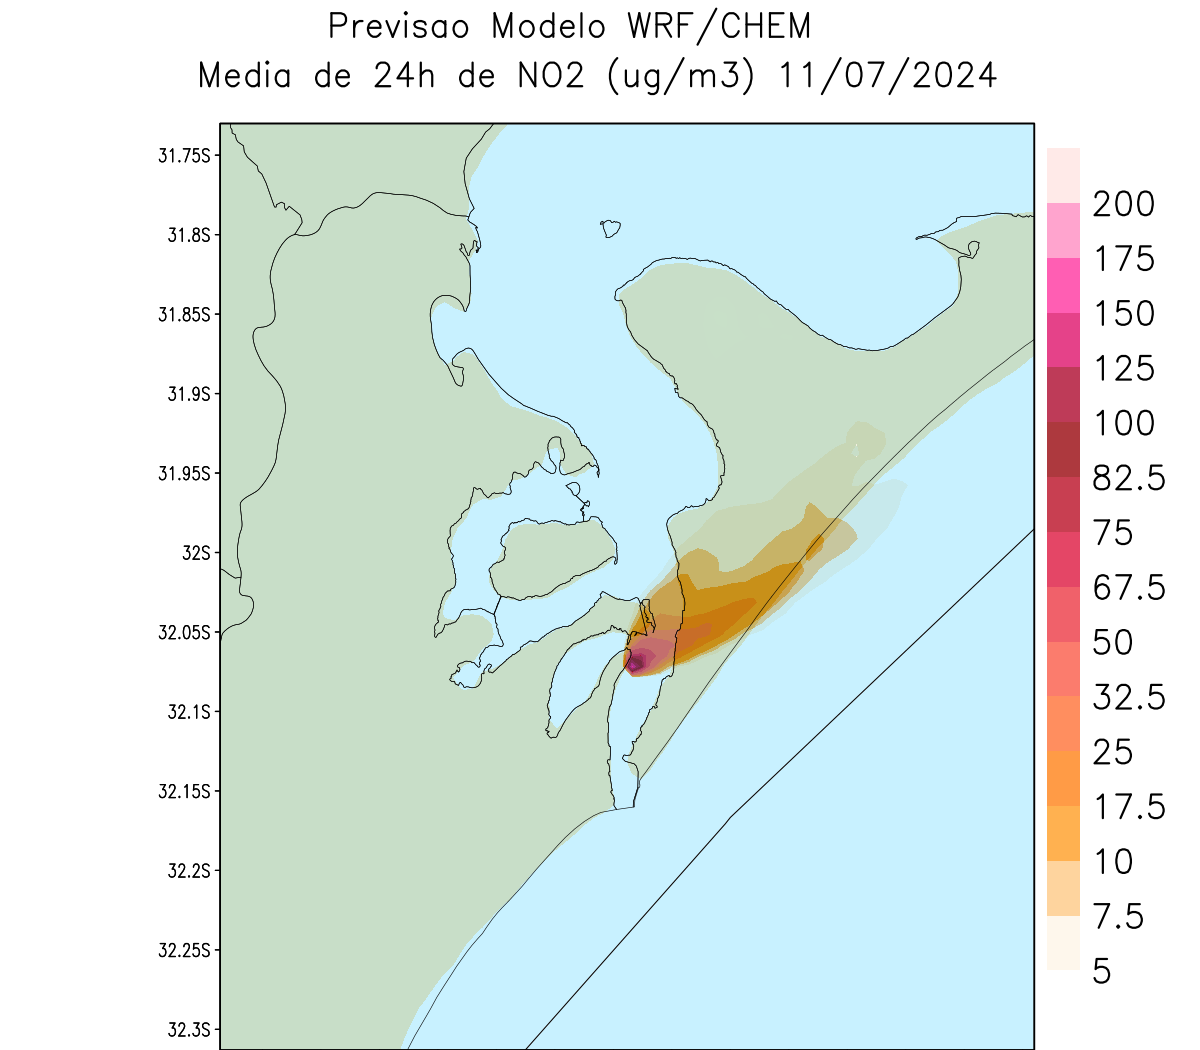 Previsao Modelo WRF/CHEM
Media de 24h de NO2 (ug/m3) 11/07/2024
31.75S
31.8S
31.85S
31.9S
31.95S
32S
32.05S
32.1S
32.15S
32.2S
32.25S
32.3S
200
175
150
125
100
82.5
75
67.5
50
32.5
25
17.5
10
7.5
5